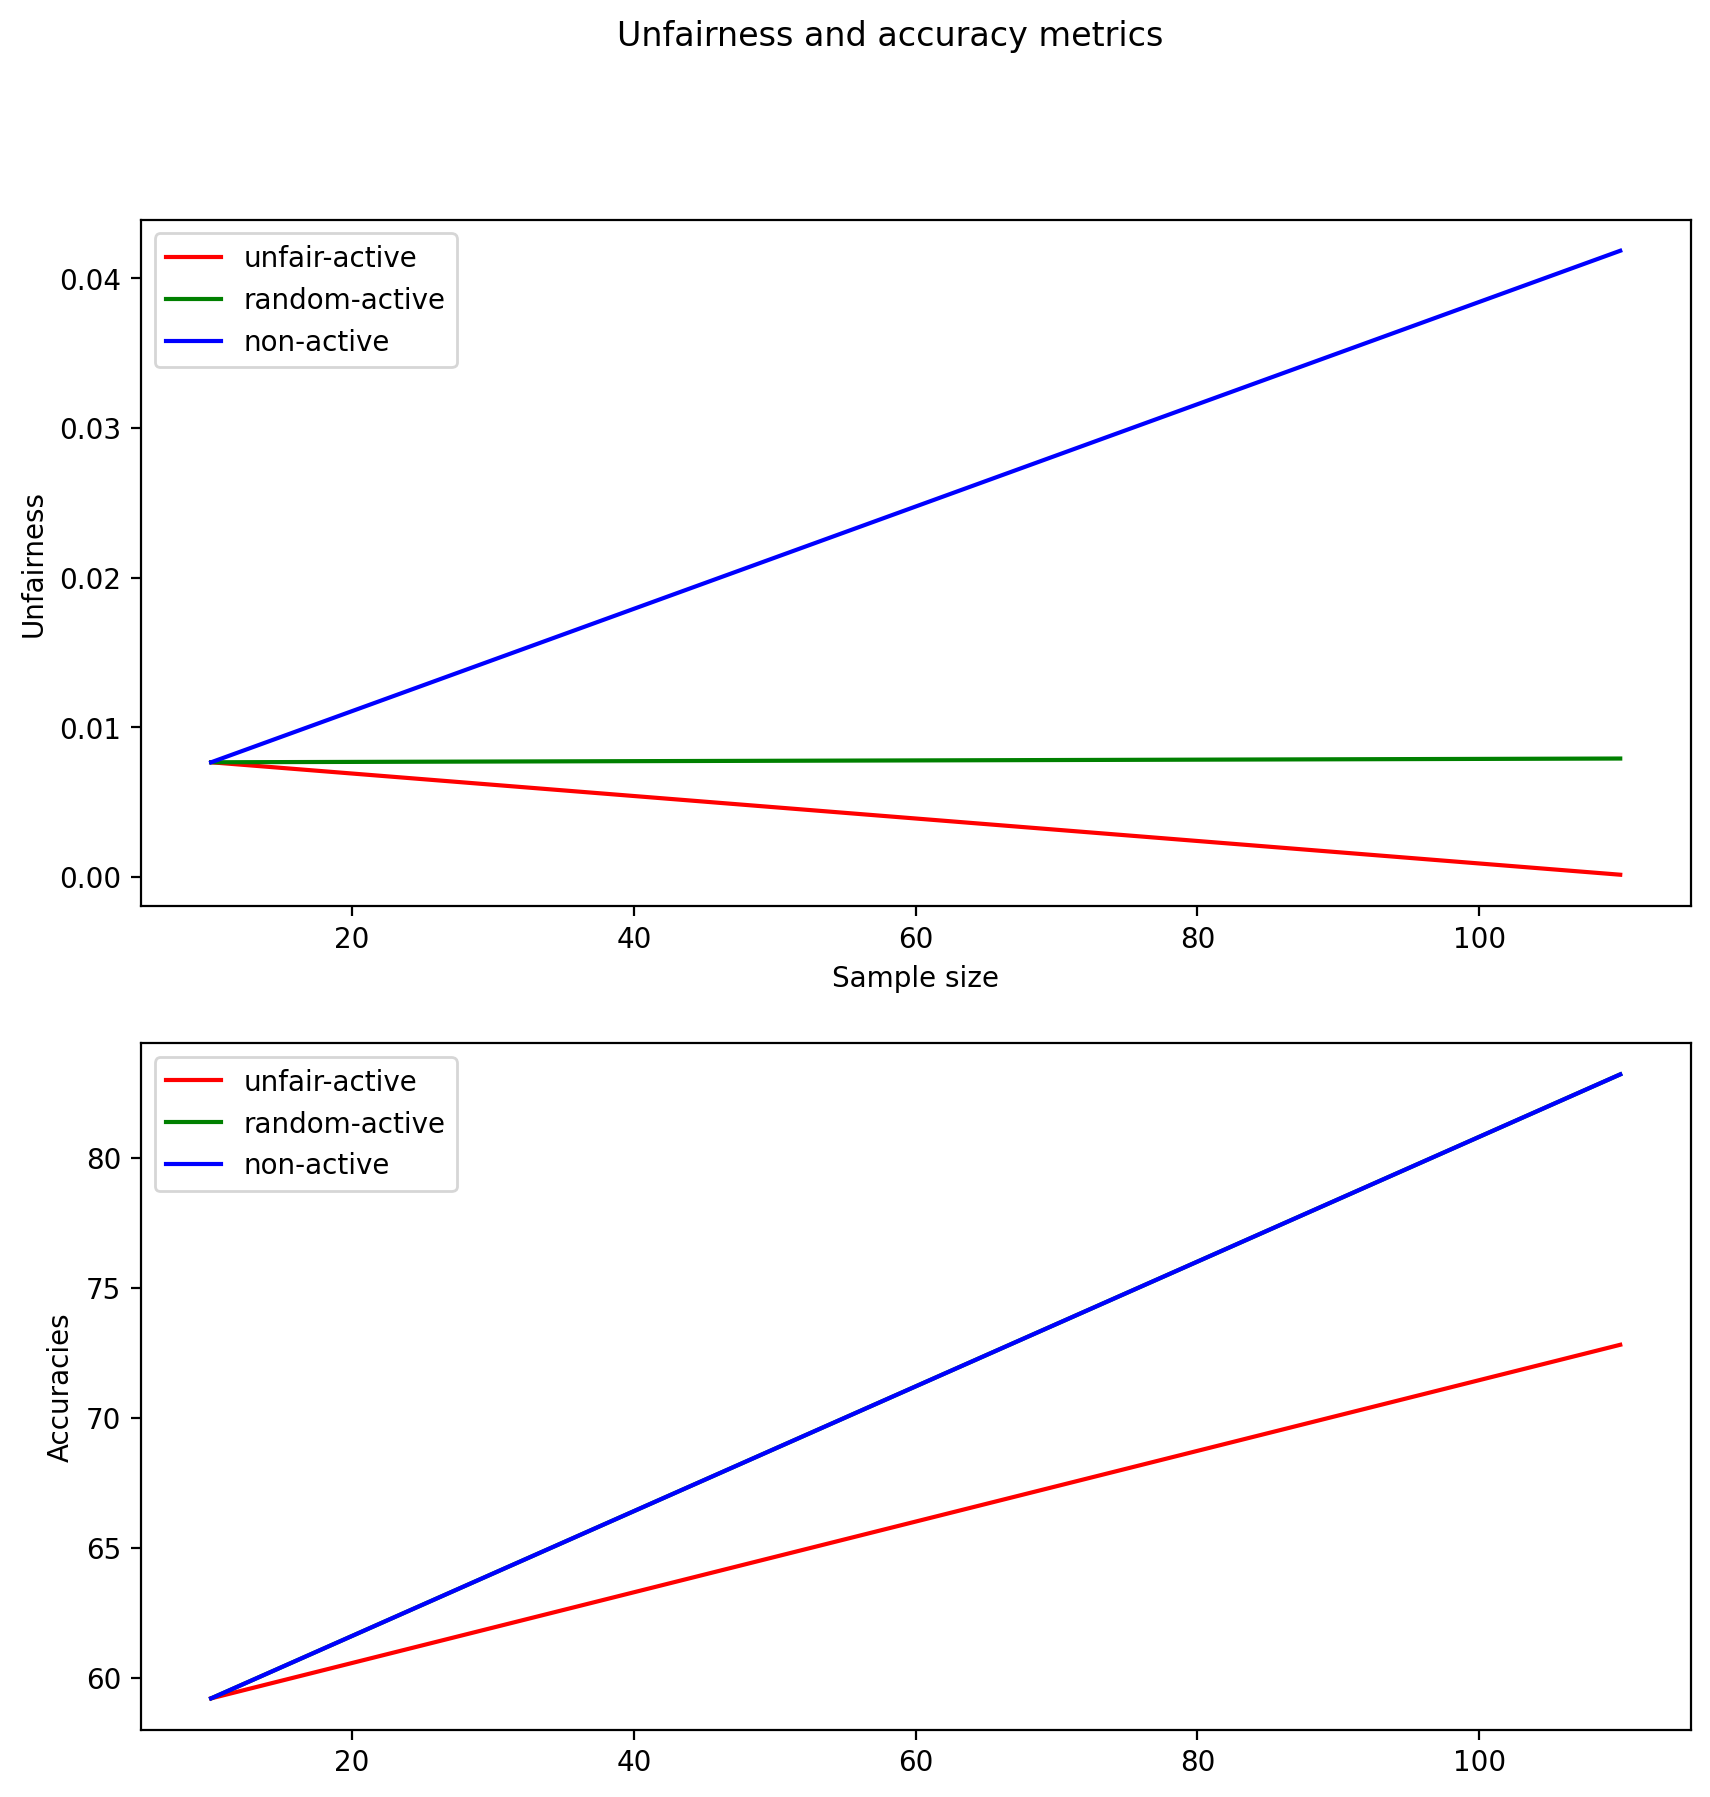 Unfairness and accuracy metrics
unfair-active
random-active
non-active
0.04
0.03
0.02
0.01
0.00
Unfairness
20 40 60 80 100
Sample size
unfair-active
random-active
non-active
80
75
70
65
60
Accuracies
20 40 60 80 100